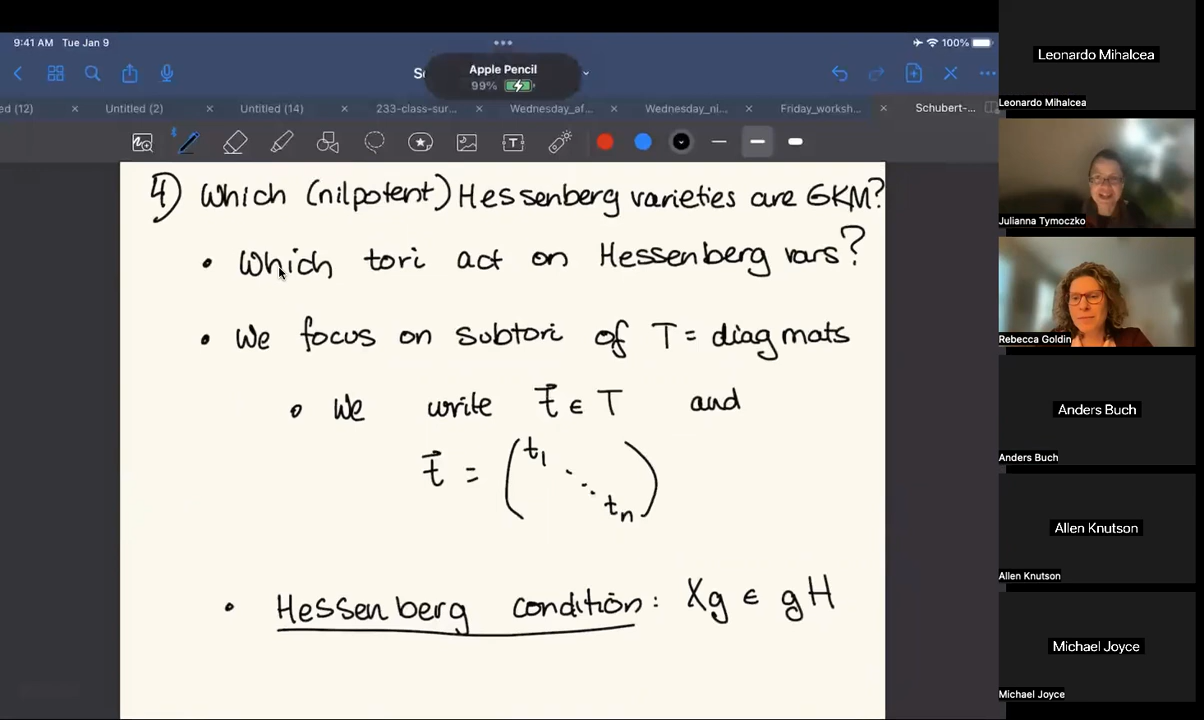 9:41 AM Tue Jan 9
100%
Apple Pencil
99%
ed (12)
Untitled (2)
Untitled (14)
233-class-sur...
Wednesday_af...
Wednesday_ni...
Friday_worksh...
Schubert-...
4) Which (nilpotent) Hessenberg varieties are GKM?
• Which tori act on Hessenberg vars?
• We focus on subtori of T = diag mats
∘ We write t⃗ ∈ T and
t⃗ = (t₁ ⋱ tₙ)
• Hessenberg condition: Xg ∈ gH
Leonardo Mihalcea
Leonardo Mihalcea
Julianna Tymoczko
Rebecca Goldin
Anders Buch
Anders Buch
Allen Knutson
Allen Knutson
Michael Joyce
Michael Joyce